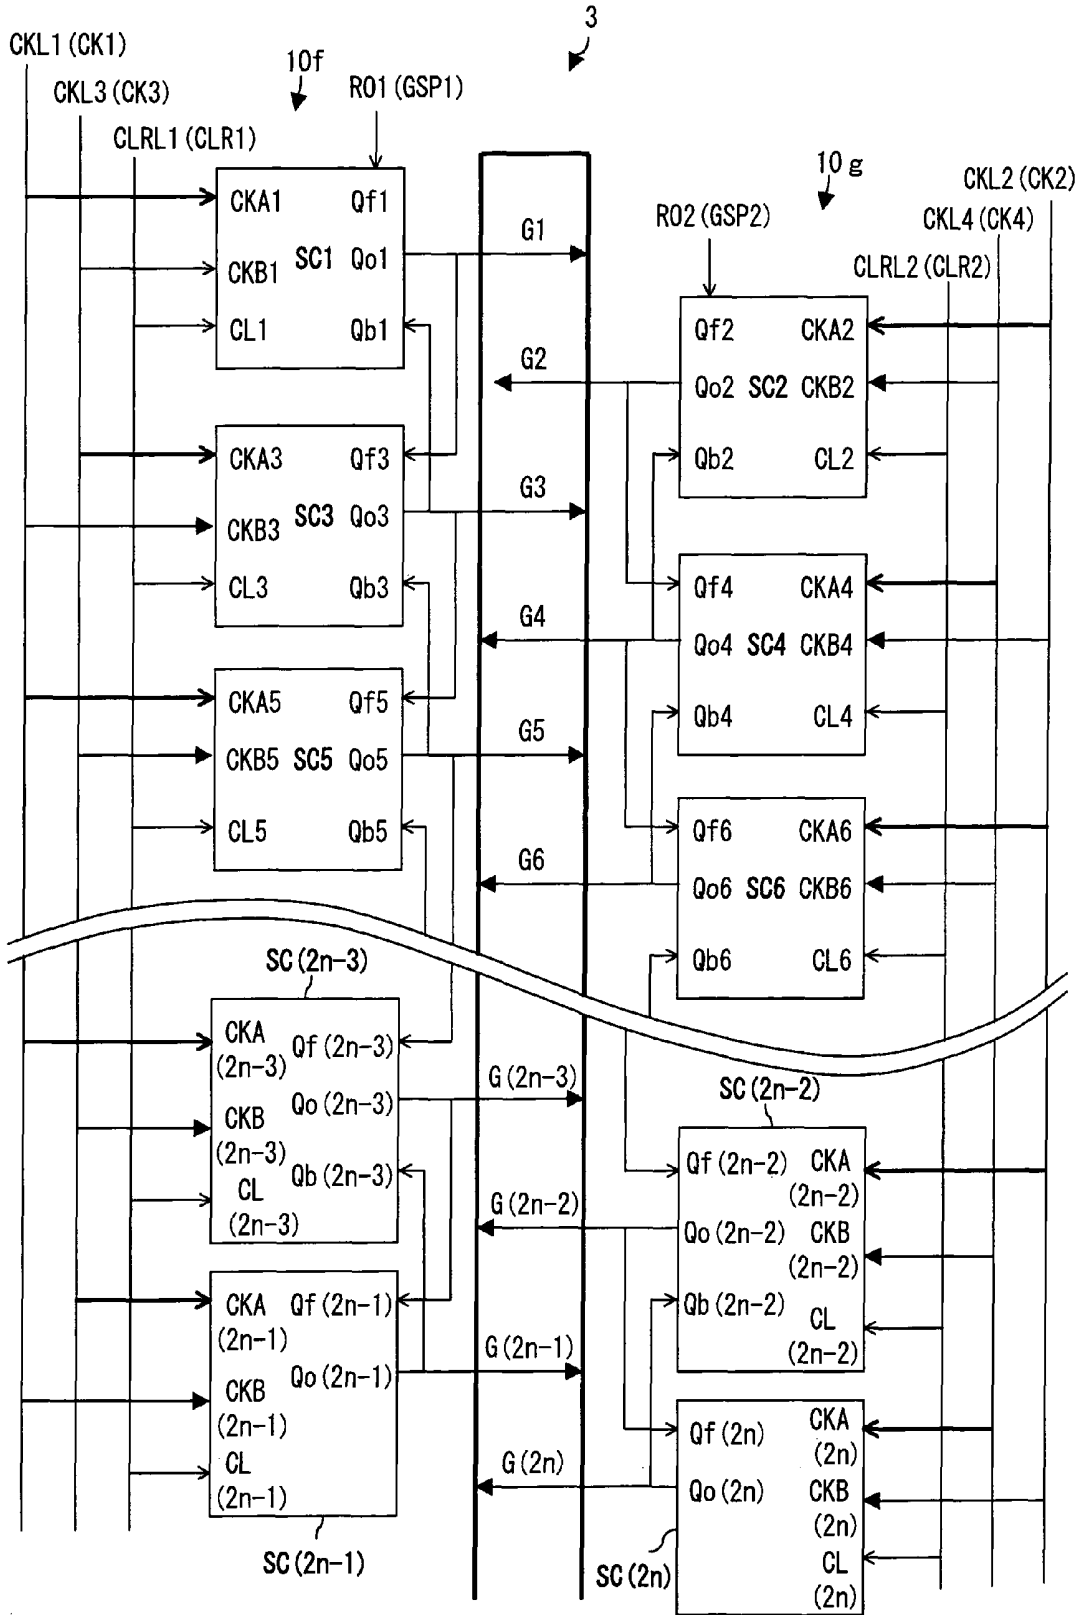 3
CKL1(CK1)
10f
CKL3(CK3)
RO1(GSP1)
CLRL1(CLR1)
10g
CKL2(CK2)
RO2(GSP2)
CKL4(CK4)
CLRL2(CLR2)
CKA1 Qf1
CKB1 SC1 Qo1
CL1 Qb1
G1
Qf2 CKA2
Qo2 SC2 CKB2
Qb2 CL2
G2
CKA3 Qf3
CKB3 SC3 Qo3
CL3 Qb3
G3
Qf4 CKA4
Qo4 SC4 CKB4
Qb4 CL4
G4
CKA5 Qf5
CKB5 SC5 Qo5
CL5 Qb5
G5
Qf6 CKA6
Qo6 SC6 CKB6
Qb6 CL6
G6
SC(2n-3)
CKA
(2n-3)
Qf(2n-3)
Qo(2n-3)
CKB
(2n-3)
Qb(2n-3)
CL
(2n-3)
G(2n-3)
SC(2n-2)
Qf(2n-2)
CKA
(2n-2)
Qo(2n-2)
CKB
(2n-2)
Qb(2n-2)
CL
(2n-2)
G(2n-2)
CKA
(2n-1)
Qf(2n-1)
Qo(2n-1)
CKB
(2n-1)
CL
(2n-1)
G(2n-1)
SC(2n-1)
Qf(2n)
CKA
(2n)
Qo(2n)
CKB
(2n)
CL
(2n)
G(2n)
SC(2n)